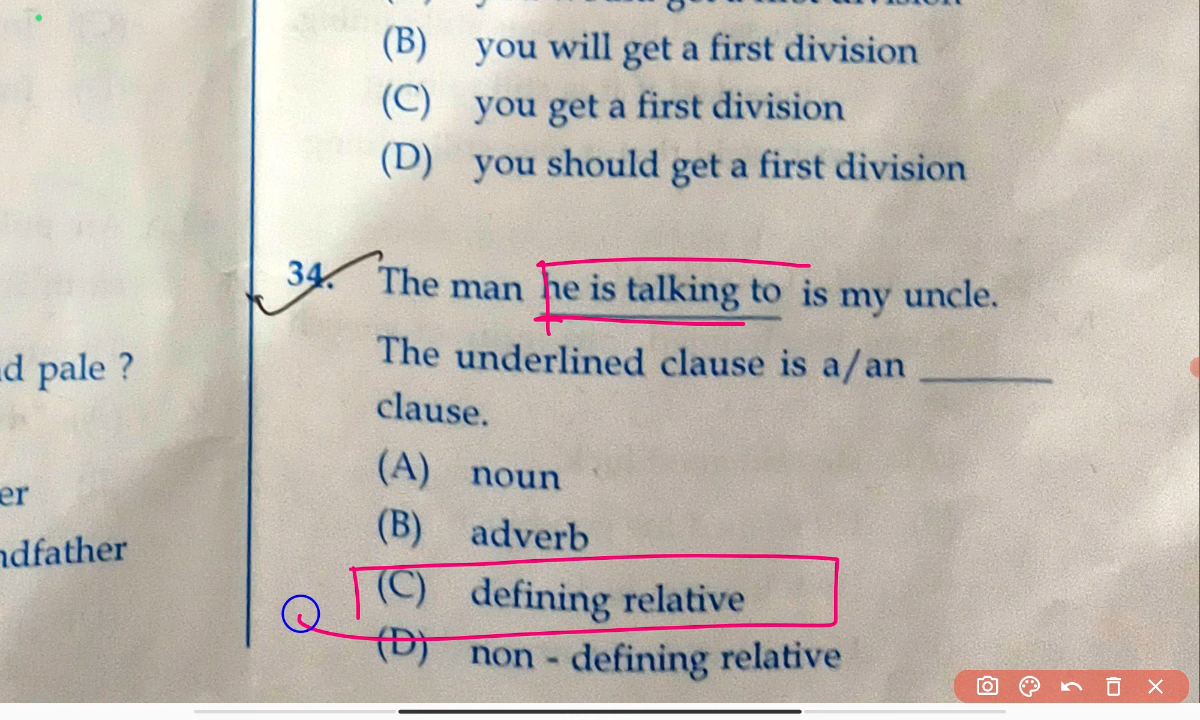 (B) you will get a first division
(C) you get a first division
(D) you should get a first division
34. The man he is talking to is my uncle.
The underlined clause is a/an ______
clause.
d pale ?
(A) noun
er
(B) adverb
ndfather
(C) defining relative
(D) non - defining relative